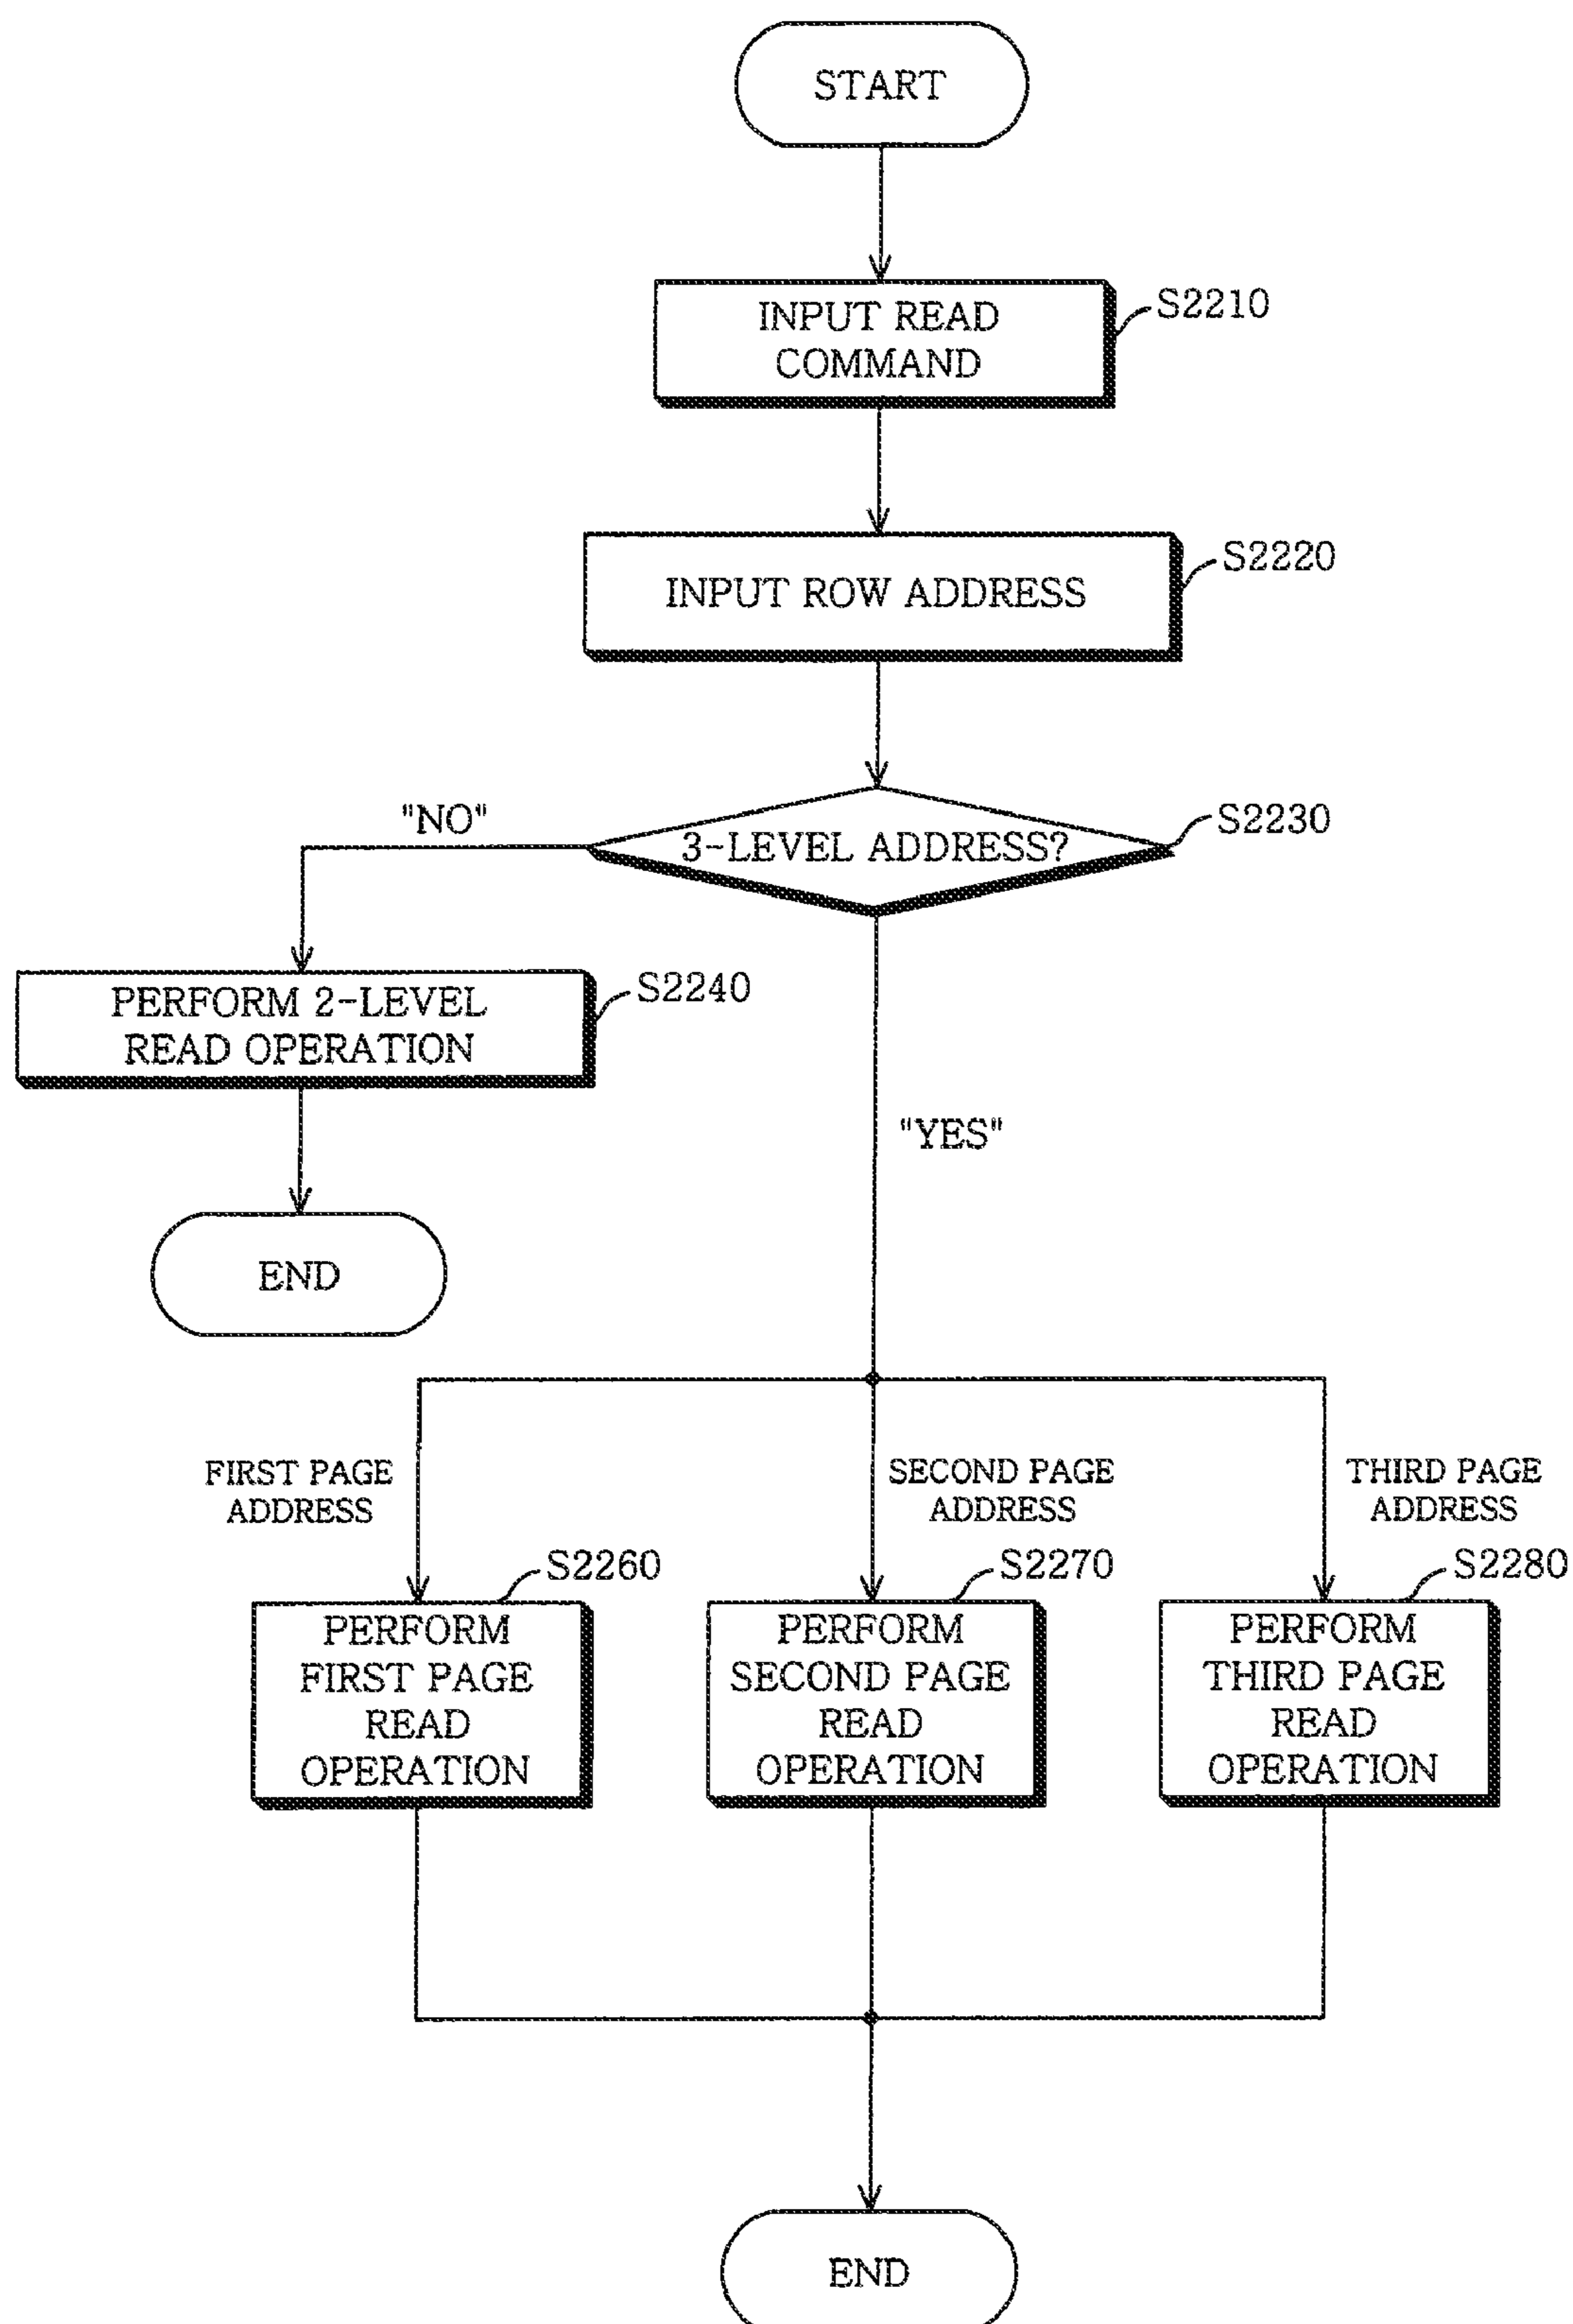 START
INPUT READ
COMMAND
S2210
INPUT ROW ADDRESS
S2220
3-LEVEL ADDRESS?
S2230
"NO"
PERFORM 2-LEVEL
READ OPERATION
S2240
"YES"
END
FIRST PAGE
ADDRESS
SECOND PAGE
ADDRESS
THIRD PAGE
ADDRESS
S2260
PERFORM
FIRST PAGE
READ
OPERATION
S2270
PERFORM
SECOND PAGE
READ
OPERATION
S2280
PERFORM
THIRD PAGE
READ
OPERATION
END